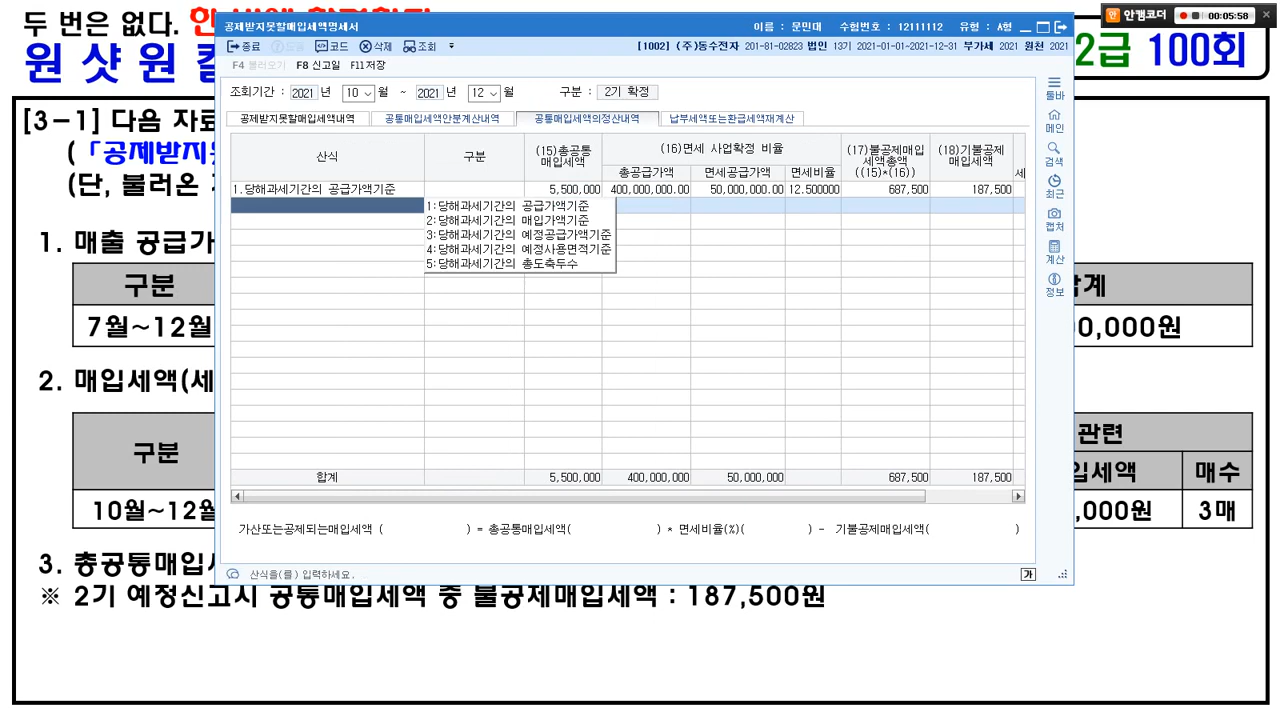 두 번은 없다.
원 샷 원
2급 100회
안캠코더 00:05:58
[3-1] 다음
(「공제받지
(단, 불러온
1. 매출 공급가
구분
7월~12월
계
00,000원
2. 매입세액(세
구분
관련
세액 매수
10월~12월
,000원 3매
3. 총공통매입
※ 2기 예정신고시 공통매입세액 중 불공제매입세액 : 187,500원
공제받지못할매입세액명세서 이름 : 문민대 수험번호 : 12111112 유형 : A형
종료 도움 코드 삭제 조회 [1002] (주)동수전자 201-81-02823 법인 13기 2021-01-01~2021-12-31 부가세 2021 원천 2021
F4 불러오기 F8 신고일 F11저장
조회기간 : 2021 년 10 월 ~ 2021 년 12 월 구분 : 2기 확정
공제받지못할매입세액내역 공통매입세액안분계산내역 공통매입세액의정산내역 납부세액또는환급세액재계산
산식 구분 (15)총공통 매입세액 (16)면세 사업확정 비율 (17)불공제매입 세액총액 ((15)*(16)) (18)기불공제 매입세액 세
총공급가액 면세공급가액 면세비율
1.당해과세기간의 공급가액기준 5,500,000 400,000,000.00 50,000,000.00 12.500000 687,500 187,500
1:당해과세기간의 공급가액기준
2:당해과세기간의 매입가액기준
3:당해과세기간의 예정공급가액기준
4:당해과세기간의 예정사용면적기준
5:당해과세기간의 총도축두수
합계 5,500,000 400,000,000 50,000,000 687,500 187,500
가산또는공제되는매입세액 ( ) = 총공통매입세액( ) * 면세비율(%)( ) - 기불공제매입세액( )
산식을(를) 입력하세요.
가
툴바
메인
검색
최근
캡처
계산
정보